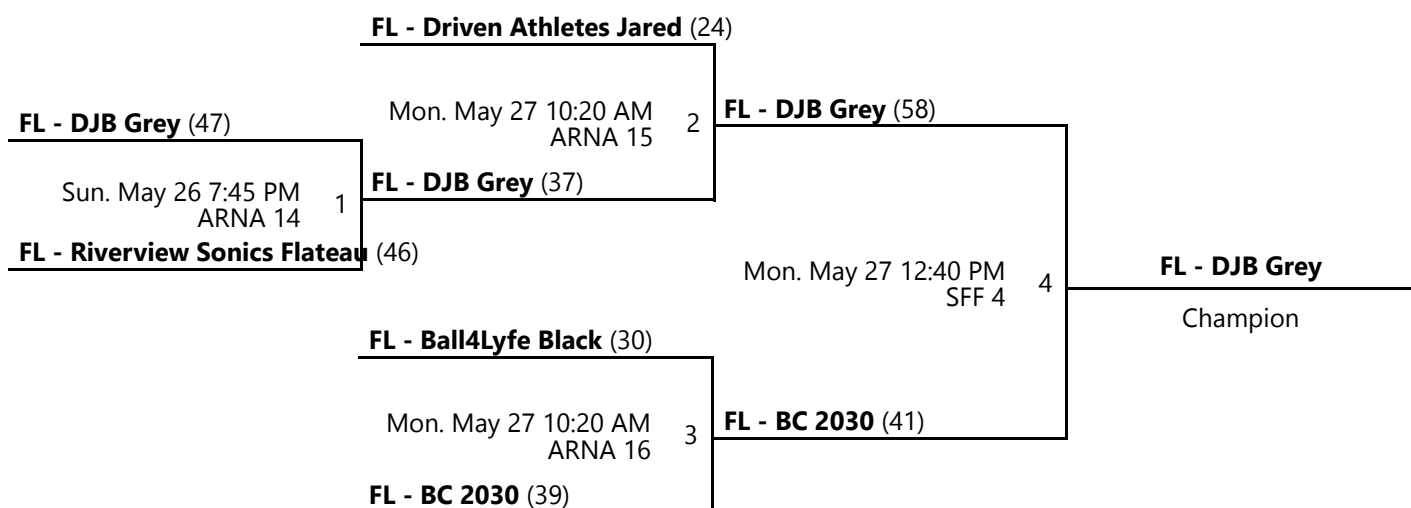 FL - Driven Athletes Jared (24)
Mon. May 27 10:20 AM
ARNA 15
2
FL - DJB Grey (58)
FL - DJB Grey (47)
Sun. May 26 7:45 PM
ARNA 14
1
FL - DJB Grey (37)
FL - Riverview Sonics Flateau (46)
Mon. May 27 12:40 PM
SFF 4
4
FL - DJB Grey
Champion
FL - Ball4Lyfe Black (30)
Mon. May 27 10:20 AM
ARNA 16
3
FL - BC 2030 (41)
FL - BC 2030 (39)